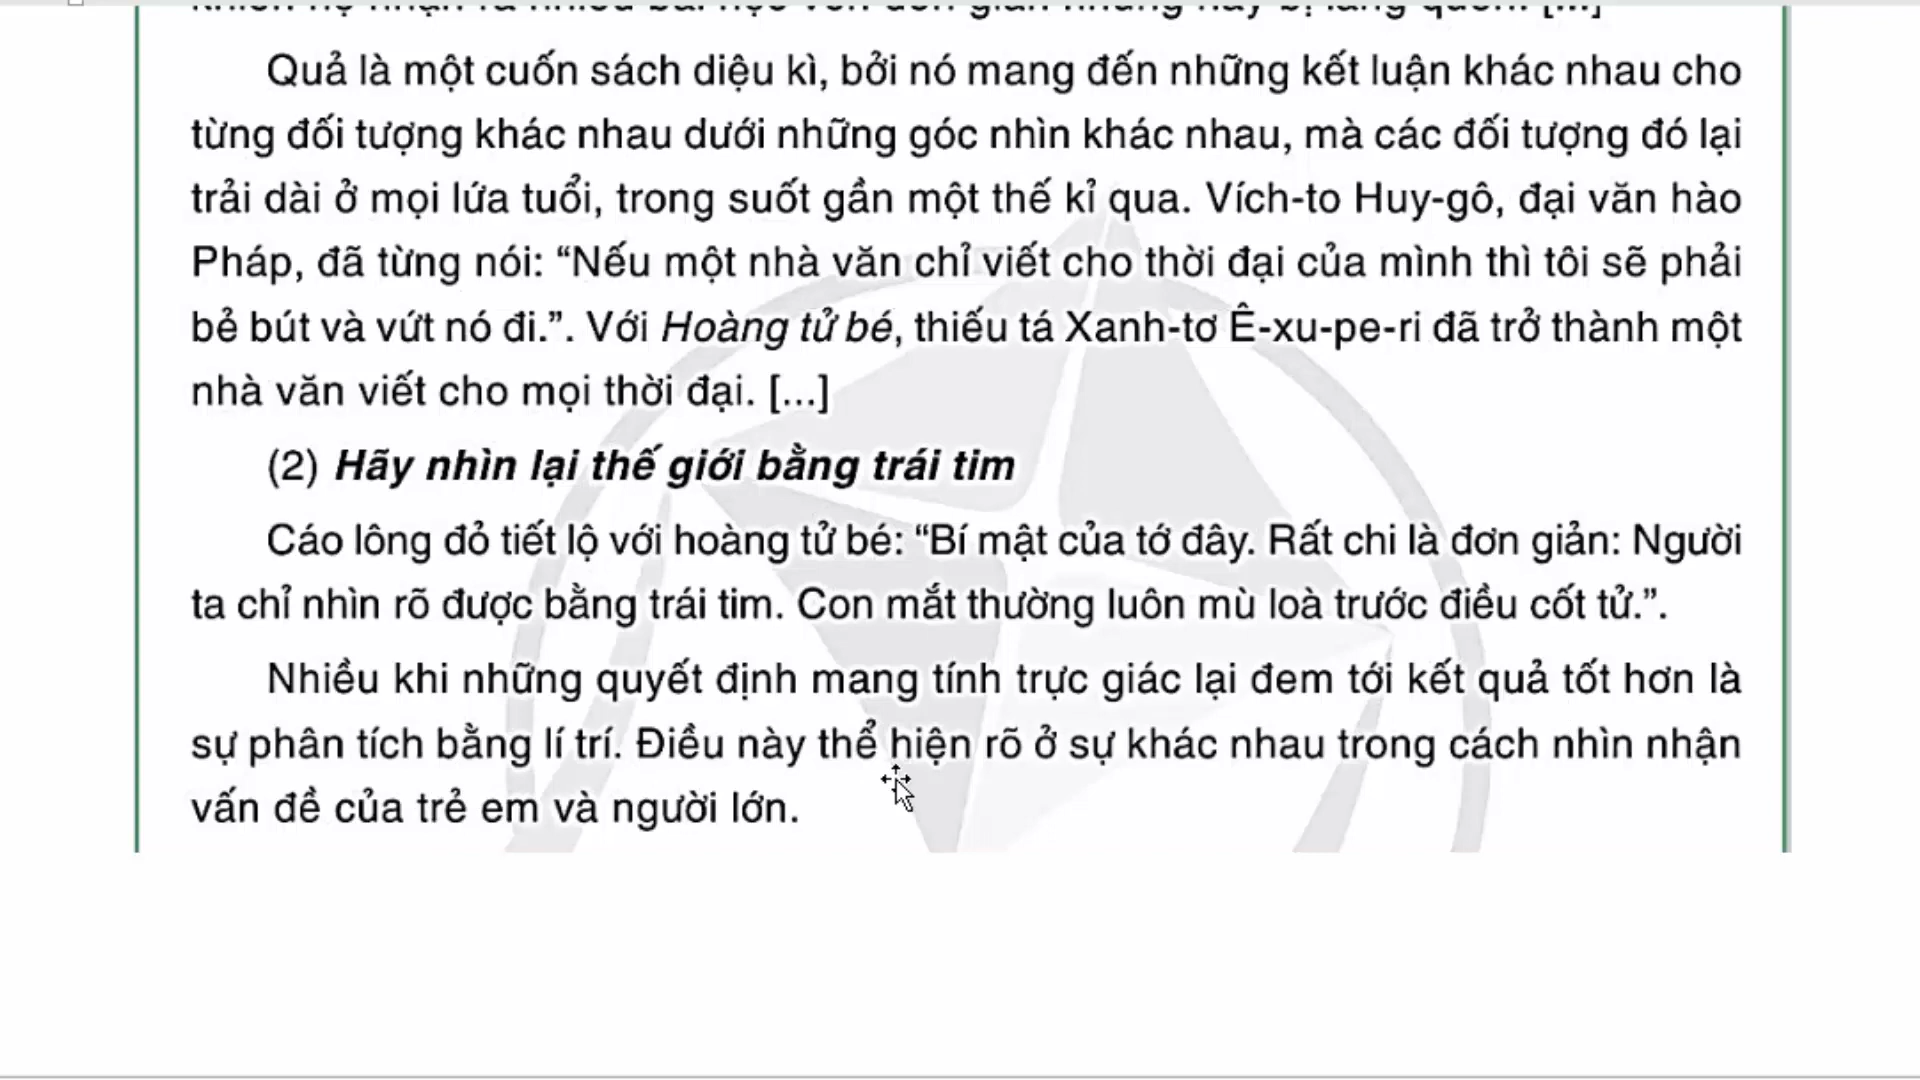 Quả là một cuốn sách diệu kì, bởi nó mang đến những kết luận khác nhau cho
từng đối tượng khác nhau dưới những góc nhìn khác nhau, mà các đối tượng đó lại
trải dài ở mọi lứa tuổi, trong suốt gần một thế kỉ qua. Vích-to Huy-gô, đại văn hào
Pháp, đã từng nói: “Nếu một nhà văn chỉ viết cho thời đại của mình thì tôi sẽ phải
bẻ bút và vứt nó đi.”. Với Hoàng tử bé, thiếu tá Xanh-tơ Ê-xu-pe-ri đã trở thành một
nhà văn viết cho mọi thời đại. [...]
(2) Hãy nhìn lại thế giới bằng trái tim
Cáo lông đỏ tiết lộ với hoàng tử bé: “Bí mật của tớ đây. Rất chi là đơn giản: Người
ta chỉ nhìn rõ được bằng trái tim. Con mắt thường luôn mù loà trước điều cốt tử.”.
Nhiều khi những quyết định mang tính trực giác lại đem tới kết quả tốt hơn là
sự phân tích bằng lí trí. Điều này thể hiện rõ ở sự khác nhau trong cách nhìn nhận
vấn đề của trẻ em và người lớn.